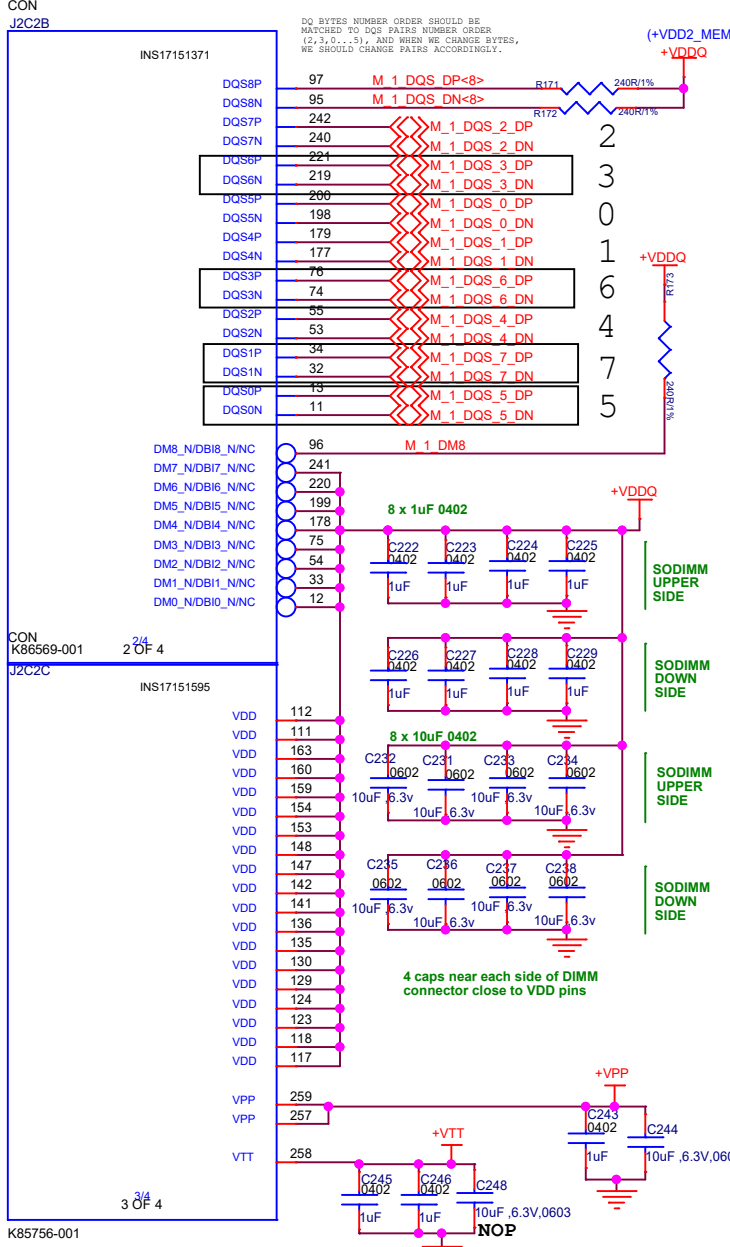 CON
J2C2B
INS17151371
DQ BYTES NUMBER ORDER SHOULD BE
MATCHED TO DQS PAIRS NUMBER ORDER
(2,3,0...5), AND WHEN WE CHANGE BYTES,
WE SHOULD CHANGE PAIRS ACCORDINGLY.
(+VDD2_MEM
+VDDQ
DQS8P 97 M_1_DQS_DP<8> R171 240R/1%
DQS8N 95 M_1_DQS_DN<8> R172 240R/1%
DQS7P 242 M_1_DQS_2_DP
DQS7N 240 M_1_DQS_2_DN
2
DQS6P 221 M_1_DQS_3_DP
DQS6N 219 M_1_DQS_3_DN
3
DQS5P 200 M_1_DQS_0_DP
DQS5N 198 M_1_DQS_0_DN
0
DQS4P 179 M_1_DQS_1_DP
DQS4N 177 M_1_DQS_1_DN
1
+VDDQ
DQS3P 76 M_1_DQS_6_DP
DQS3N 74 M_1_DQS_6_DN
6
R173
DQS2P 55 M_1_DQS_4_DP
DQS2N 53 M_1_DQS_4_DN
4
DQS1P 34 M_1_DQS_7_DP
DQS1N 32 M_1_DQS_7_DN
7
240R/1%
DQS0P 13 M_1_DQS_5_DP
DQS0N 11 M_1_DQS_5_DN
5
DM8_N/DBI8_N/NC 96 M_1_DM8
DM7_N/DBI7_N/NC 241
DM6_N/DBI6_N/NC 220
DM5_N/DBI5_N/NC 199
DM4_N/DBI4_N/NC 178
DM3_N/DBI3_N/NC 75
DM2_N/DBI2_N/NC 54
DM1_N/DBI1_N/NC 33
DM0_N/DBI0_N/NC 12
+VDDQ
8 x 1uF 0402
C222 C223 C224 C225
0402 0402 0402 0402
1uF 1uF 1uF 1uF
SODIMM
UPPER
SIDE
C226 C227 C228 C229
0402 0402 0402 0402
1uF 1uF 1uF 1uF
SODIMM
DOWN
SIDE
CON
K86569-001
2/4
2 OF 4
J2C2C
INS17151595
8 x 10uF 0402
C232 C231 C233 C234
0602 0602 0602 0602
10uF ,6.3v 10uF ,6.3v 10uF ,6.3v 10uF ,6.3v
SODIMM
UPPER
SIDE
C235 C236 C237 C238
0602 0602 0602 0602
10uF ,6.3v 10uF ,6.3v 10uF ,6.3v 10uF ,6.3v
SODIMM
DOWN
SIDE
4 caps near each side of DIMM
connector close to VDD pins
VDD 112
VDD 111
VDD 163
VDD 160
VDD 159
VDD 154
VDD 153
VDD 148
VDD 147
VDD 142
VDD 141
VDD 136
VDD 135
VDD 130
VDD 129
VDD 124
VDD 123
VDD 118
VDD 117
VPP 259
VPP 257
VTT 258
+VPP
C243
0402
1uF
C244
10uF ,6.3V,060
+VTT
C245
0402
1uF
C246
0402
1uF
C248
10uF ,6.3V,0603
NOP
3/4
3 OF 4
K85756-001